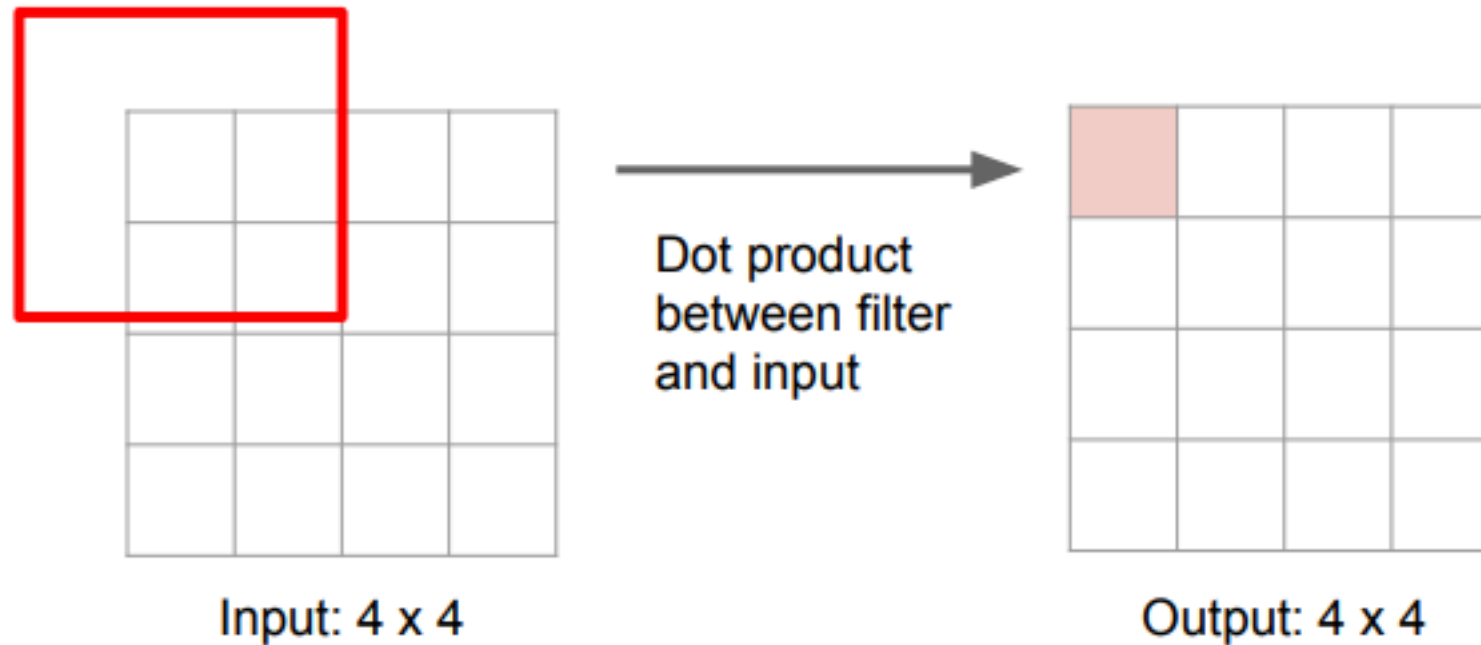 Dot product
between filter
and input
Input: 4 x 4
Output: 4 x 4